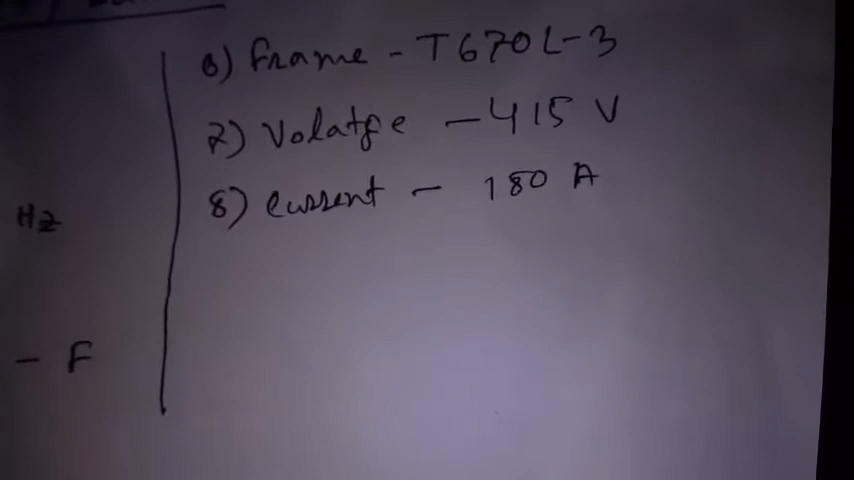 Hz
- F
6) Frame - T670L-3
7) Volatge - 415 V
8) Current - 180 A